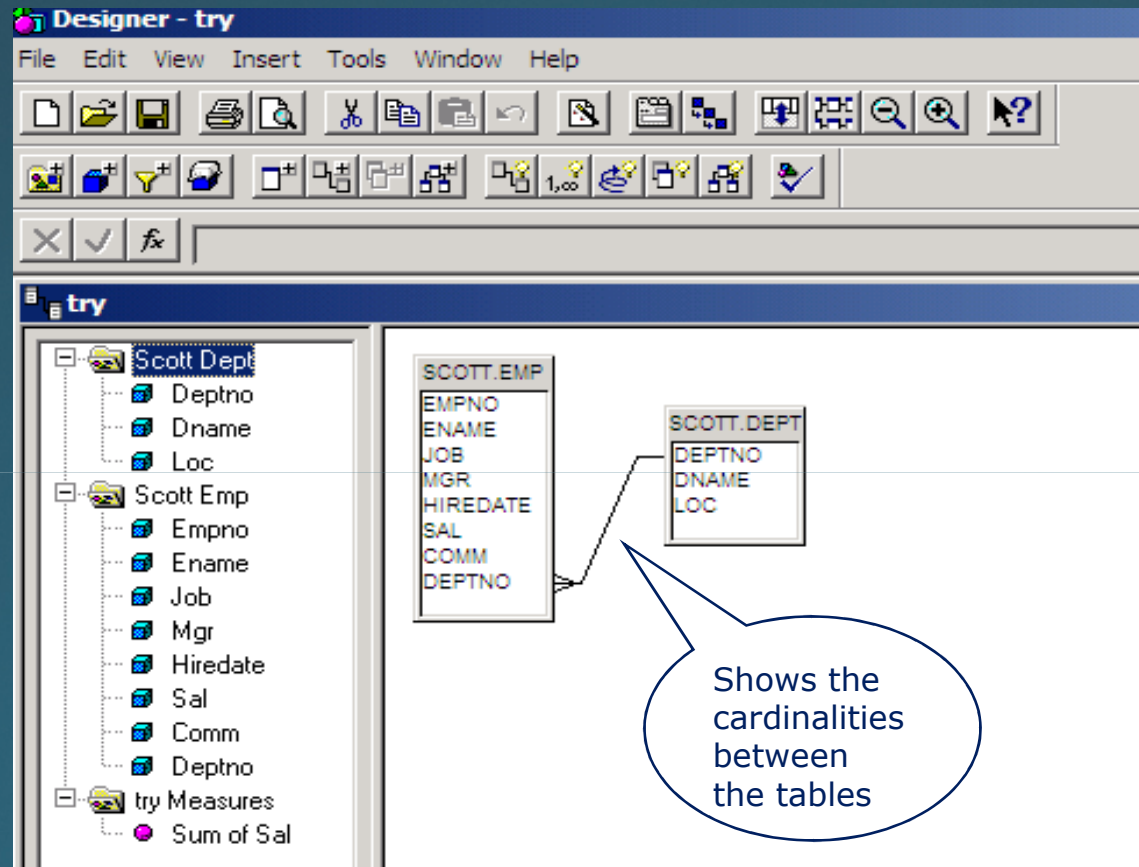 Designer - try
File Edit View Insert Tools Window Help
1,∞
fx
try
Scott Dept
Deptno
Dname
Loc
Scott Emp
Empno
Ename
Job
Mgr
Hiredate
Sal
Comm
Deptno
try Measures
Sum of Sal
SCOTT.EMP
EMPNO
ENAME
JOB
MGR
HIREDATE
SAL
COMM
DEPTNO
SCOTT.DEPT
DEPTNO
DNAME
LOC
Shows the
cardinalities
between
the tables